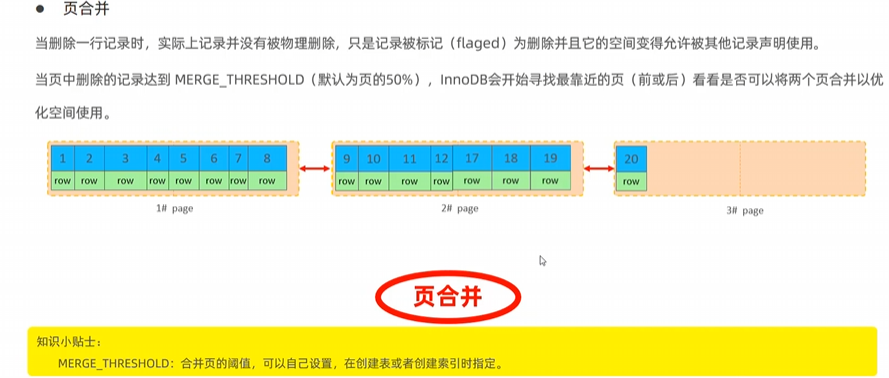 ● 页合并
当删除一行记录时，实际上记录并没有被物理删除，只是记录被标记（flaged）为删除并且它的空间变得允许被其他记录声明使用。
当页中删除的记录达到 MERGE_THRESHOLD（默认为页的50%），InnoDB会开始寻找最靠近的页（前或后）看看是否可以将两个页合并以优
化空间使用。
1 2 3 4 5 6 7 8 9 10 11 12 17 18 19 20
row row row row row row row row row row row row row row row row
1# page 2# page 3# page
页合并
知识小贴士：
MERGE_THRESHOLD：合并页的阈值，可以自己设置，在创建表或者创建索引时指定。